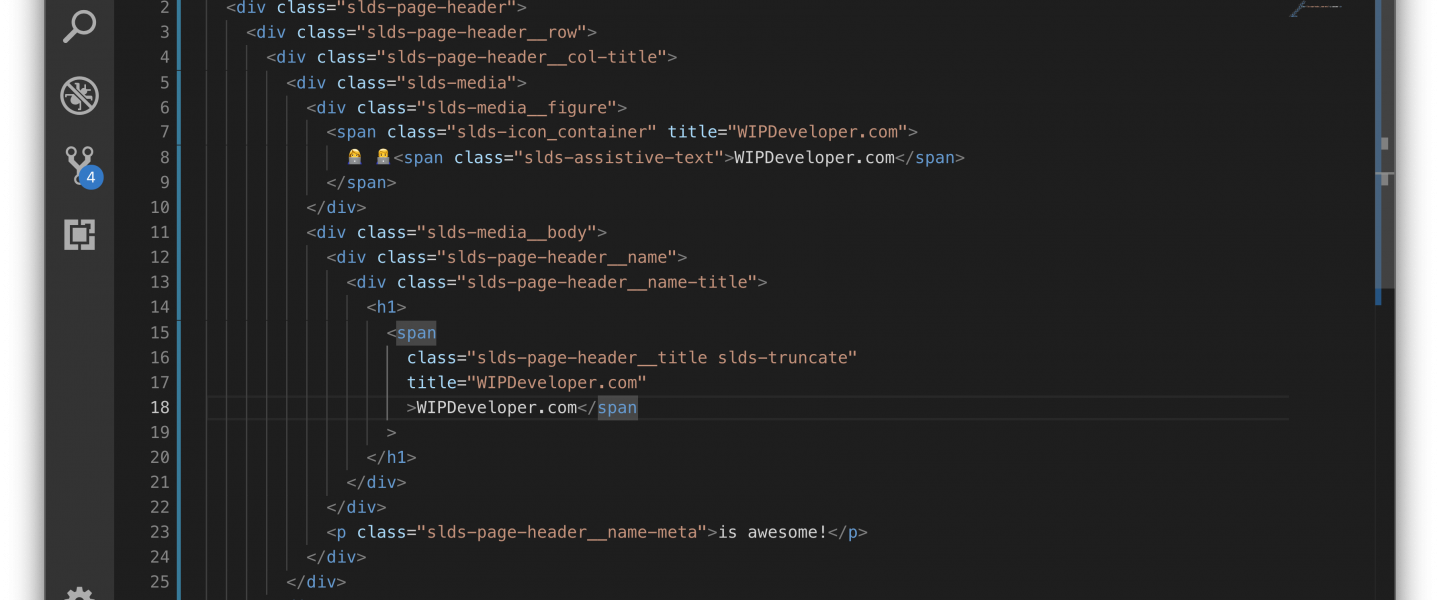 2 <div class="slds-page-header">
3 <div class="slds-page-header__row">
4 <div class="slds-page-header__col-title">
5 <div class="slds-media">
6 <div class="slds-media__figure">
7 <span class="slds-icon_container" title="WIPDeveloper.com">
8 👩‍💻 👨‍💻<span class="slds-assistive-text">WIPDeveloper.com</span>
9 </span>
10 </div>
11 <div class="slds-media__body">
12 <div class="slds-page-header__name">
13 <div class="slds-page-header__name-title">
14 <h1>
15 <span
16 class="slds-page-header__title slds-truncate"
17 title="WIPDeveloper.com"
18 >WIPDeveloper.com</span
19 >
20 </h1>
21 </div>
22 </div>
23 <p class="slds-page-header__name-meta">is awesome!</p>
24 </div>
25 </div>
4